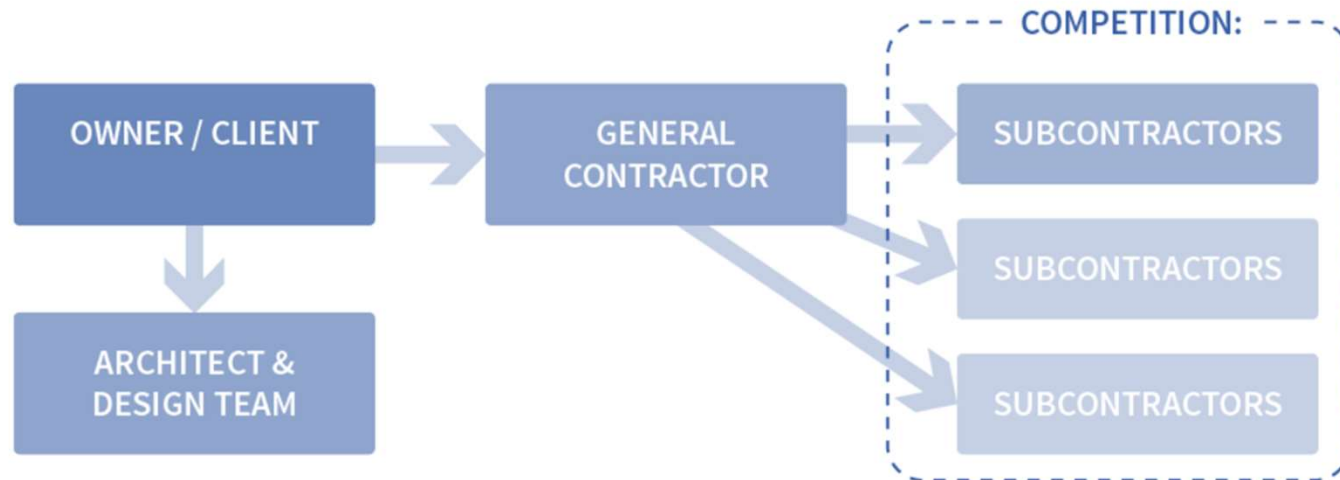 COMPETITION:
OWNER / CLIENT
GENERAL
CONTRACTOR
SUBCONTRACTORS
SUBCONTRACTORS
ARCHITECT &
DESIGN TEAM
SUBCONTRACTORS